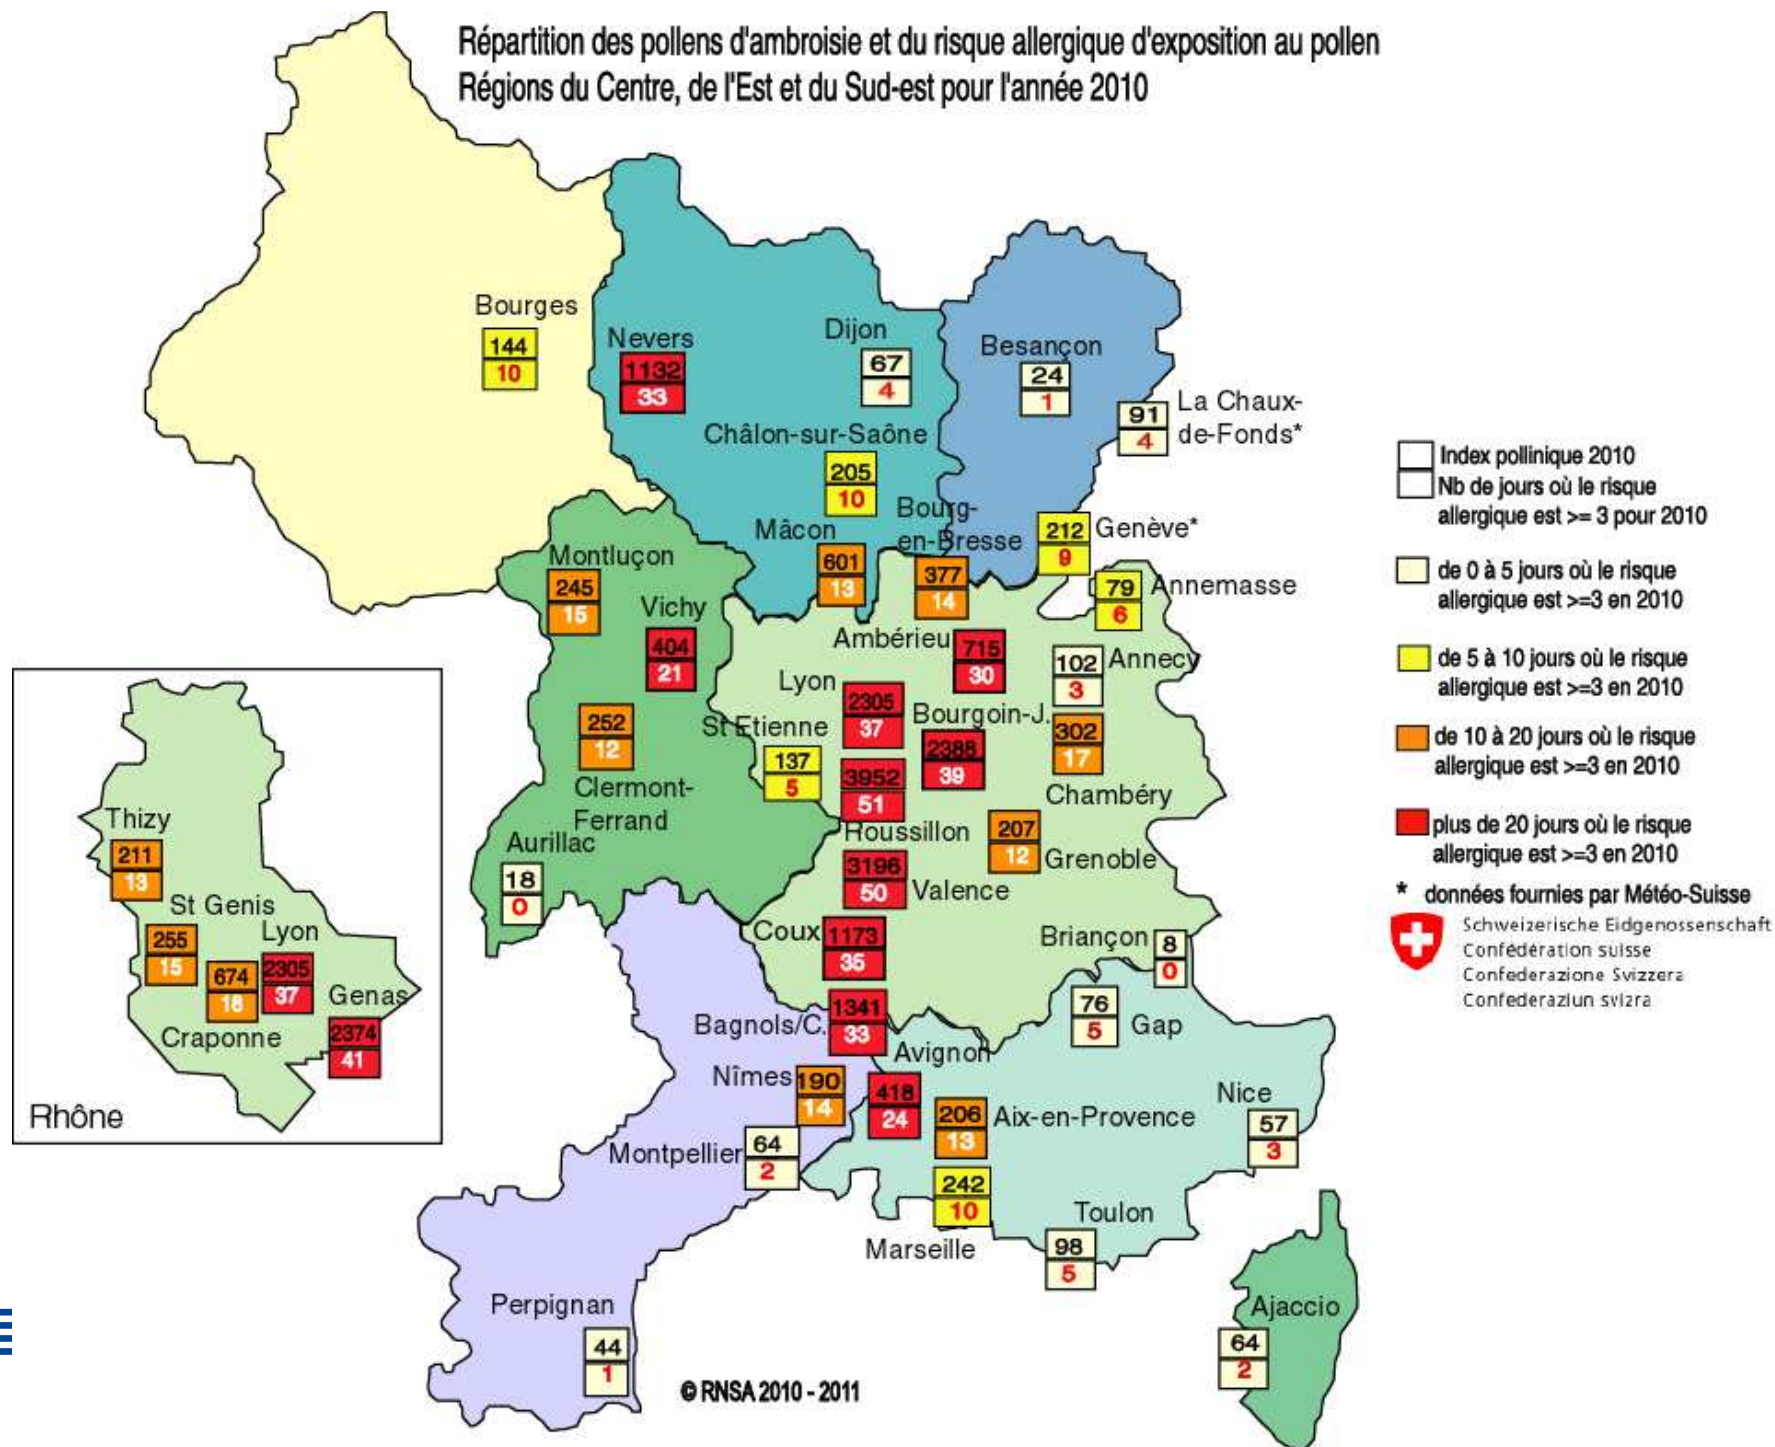 Répartition des pollens d'ambroisie et du risque allergique d'exposition au pollen
Régions du Centre, de l'Est et du Sud-est pour l'année 2010
Bourges
144
10
Nevers
1132
33
Dijon
67
4
Besançon
24
1
La Chaux-
de-Fonds*
91
4
Châlon-sur-Saône
205
10
Mâcon
601
13
Bourg-
en-Bresse
377
14
Genève*
212
9
Annemasse
79
6
Montluçon
245
15
Vichy
404
21
Ambérieu
715
30
Annecy
102
3
Lyon
2305
37
Bourgoin-J.
2388
39
St Etienne
137
5
302
17
Chambéry
252
12
Clermont-
Ferrand
3952
51
Roussillon
207
12
Grenoble
Aurillac
18
0
3196
50
Valence
Coux
1173
35
Briançon
8
0
Bagnols/C.
1341
33
76
5
Gap
Avignon
418
24
Nîmes
190
14
206
13
Aix-en-Provence
Nice
57
3
Montpellier
64
2
242
10
Marseille
Toulon
98
5
Perpignan
44
1
Ajaccio
64
2
Thizy
211
13
St Genis
255
15
Lyon
2305
37
674
18
Craponne
Genas
2374
41
Rhône
Index pollinique 2010
Nb de jours où le risque
allergique est >= 3 pour 2010
de 0 à 5 jours où le risque
allergique est >=3 en 2010
de 5 à 10 jours où le risque
allergique est >=3 en 2010
de 10 à 20 jours où le risque
allergique est >=3 en 2010
plus de 20 jours où le risque
allergique est >=3 en 2010
* données fournies par Météo-Suisse
Schweizerische Eidgenossenschaft
Confédération suisse
Confederazione Svizzera
Confederaziun svizra
© RNSA 2010 - 2011